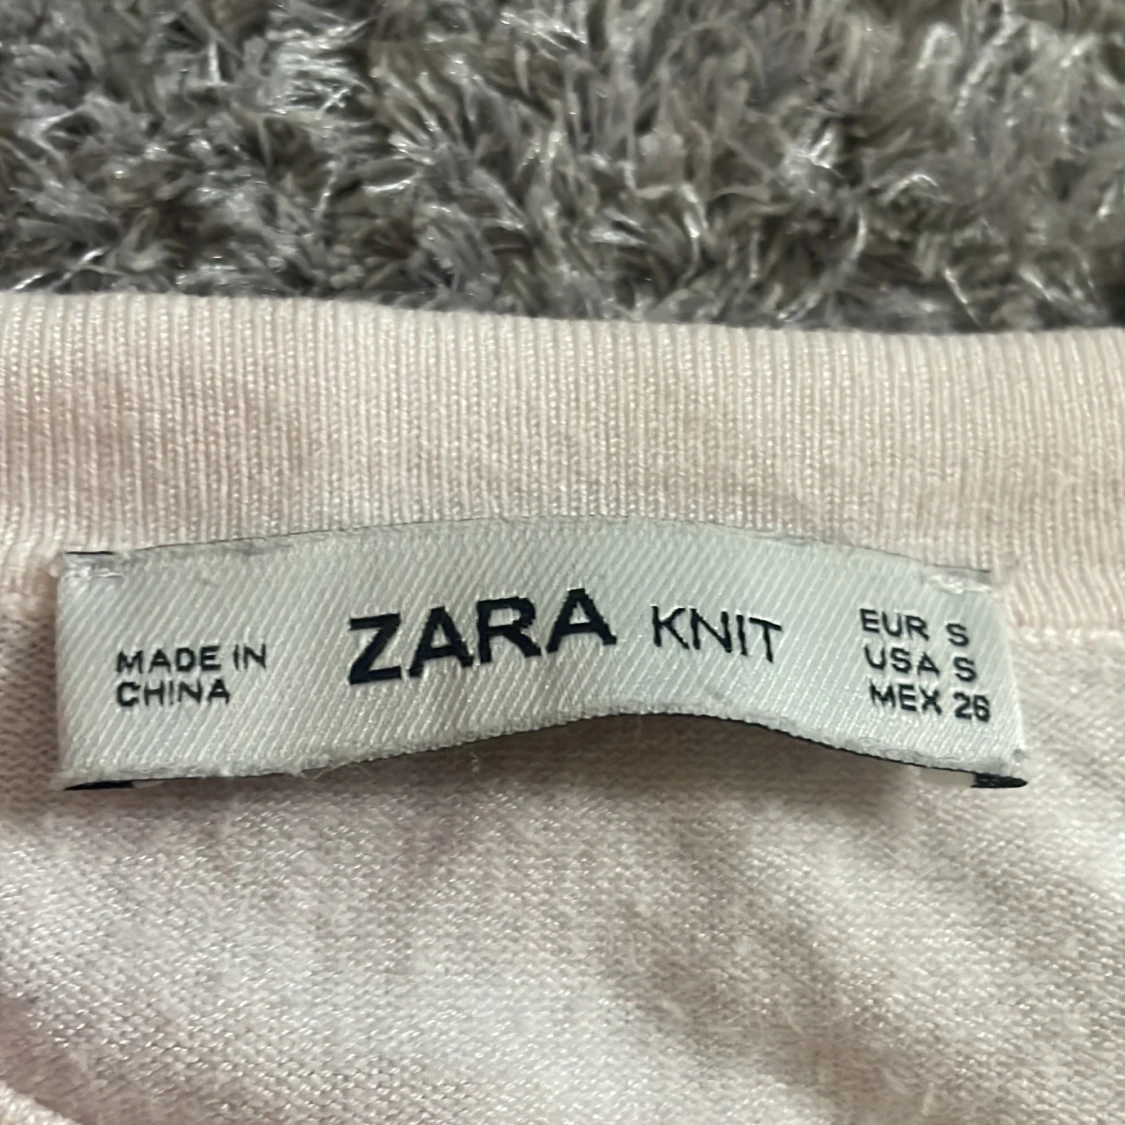 MADE IN
CHINA
ZARA KNIT
EUR S
USA S
MEX 26